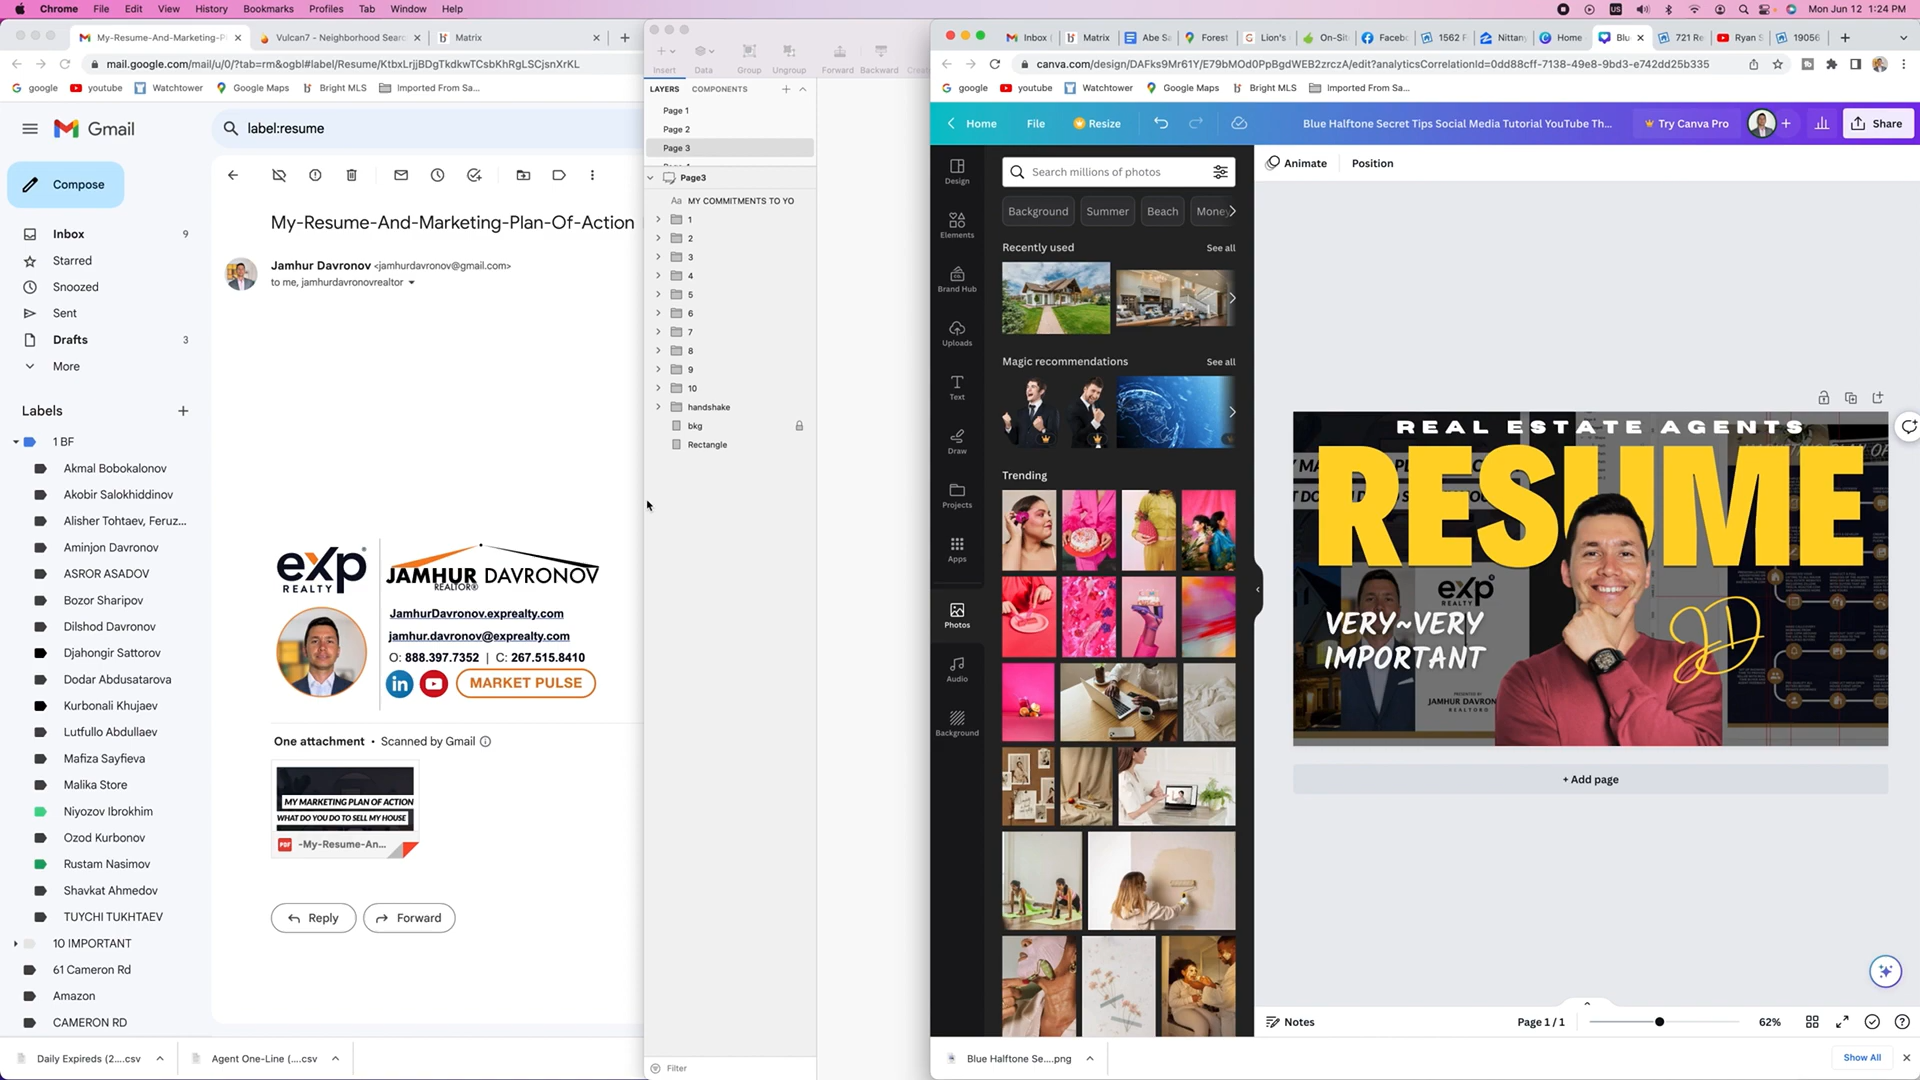 Chrome File Edit View History Bookmarks Profiles Tab Window Help
US
Mon Jun 12 1:24 PM
My-Resume-And-Marketing-P
Vulcan7 - Neighborhood Searc
Matrix
mail.google.com/mail/u/0/?tab=rm&ogbl#label/Resume/KtbxLrjjBDgTkdkwTCsbKhRgLSCjsnXrKL
google
youtube
Watchtower
Google Maps
Bright MLS
Imported From Sa...
Gmail
label:resume
Compose
Inbox 9
Starred
Snoozed
Sent
Drafts 3
More
Labels
1 BF
Akmal Bobokalonov
Akobir Salokhiddinov
Alisher Tohtaev, Feruz...
Aminjon Davronov
ASROR ASADOV
Bozor Sharipov
Dilshod Davronov
Djahongir Sattorov
Dodar Abdusatarova
Kurbonali Khujaev
Lutfullo Abdullaev
Mafiza Sayfieva
Malika Store
Niyozov Ibrokhim
Ozod Kurbonov
Rustam Nasimov
Shavkat Ahmedov
TUYCHI TUKHTAEV
10 IMPORTANT
61 Cameron Rd
Amazon
CAMERON RD
My-Resume-And-Marketing-Plan-Of-Action
Jamhur Davronov <jamhurdavronov@gmail.com>
to me, jamhurdavronovrealtor
exp REALTY
JAMHUR DAVRONOV
REALTOR®
JamhurDavronov.exprealty.com
jamhur.davronov@exprealty.com
O: 888.397.7352 | C: 267.515.8410
in
MARKET PULSE
One attachment • Scanned by Gmail
MY MARKETING PLAN OF ACTION
WHAT DO YOU DO TO SELL MY HOUSE
PDF -My-Resume-An...
Reply
Forward
Daily Expireds (2....csv
Agent One-Line (....csv
Insert Data Group Ungroup Forward Backward
LAYERS COMPONENTS
Page 1
Page 2
Page 3
Page3
Aa MY COMMITMENTS TO YO
1
2
3
4
5
6
7
8
9
10
handshake
bkg
Rectangle
Filter
Inbox
Matrix
Abe Sa
Forest
Lion's
On-Sit
Faceb
1562 F
Nittany
Home
Blu
721 Re
Ryan S
19056
canva.com/design/DAFks9Mr61Y/E79bMOd0PpBgdWEB2zrczA/edit?analyticsCorrelationId=0dd88cff-7138-49e8-9bd3-e742dd25b335
google
youtube
Watchtower
Google Maps
Bright MLS
Imported From Sa...
Home
File
Resize
Blue Halftone Secret Tips Social Media Tutorial YouTube Th...
Try Canva Pro
Share
Design
Elements
Brand Hub
Uploads
Text
Draw
Projects
Apps
Photos
Audio
Background
Search millions of photos
Background Summer Beach Money
Recently used See all
Magic recommendations See all
Trending
Animate
Position
REAL ESTATE AGENTS
RESUME
VERY~VERY
IMPORTANT
exp REALTY
PRESENTED BY
JAMHUR DAVRON
REALTOR®
JD
+ Add page
Notes
Page 1 / 1
62%
Blue Halftone Se....png
Show All